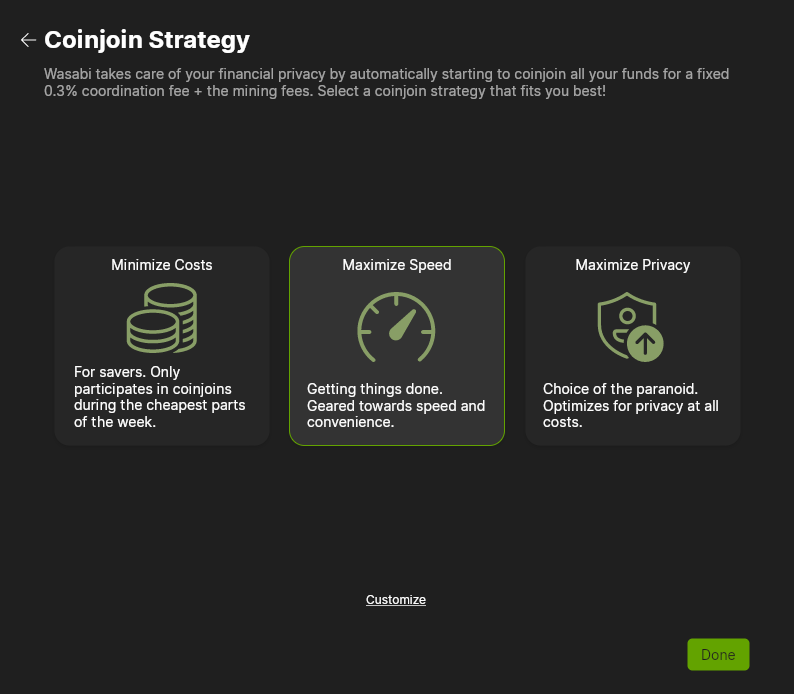 Coinjoin Strategy
Wasabi takes care of your financial privacy by automatically starting to coinjoin all your funds for a fixed
0.3% coordination fee + the mining fees. Select a coinjoin strategy that fits you best!
Minimize Costs
For savers. Only
participates in coinjoins
during the cheapest parts
of the week.
Maximize Speed
Getting things done.
Geared towards speed and
convenience.
Maximize Privacy
Choice of the paranoid.
Optimizes for privacy at all
costs.
Customize
Done